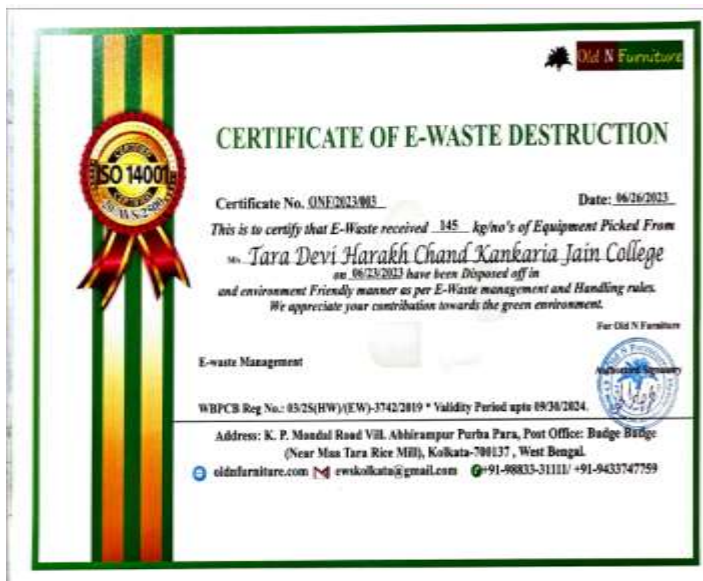 Old N Furniture
CERTIFIED
ISO 14001
CERTIFICATE OF E-WASTE DESTRUCTION
Certificate No. ONF/2023/003 Date: 06/26/2023
This is to certify that E-Waste received 145 kg/no's of Equipment Picked From
Ms. Tara Devi Harakh Chand Kankaria Jain College
on 06/23/2023 have been Disposed off in
and environment Friendly manner as per E-Waste management and Handling rules.
We appreciate your contribution towards the green environment.
For Old N Furniture
E-waste Management
Authorized Signatory
WBPCB Reg No.: 03/2S(HW)/(EW)-3742/2019 * Validity Period upto 09/30/2024.
Address: K. P. Mondal Road Vill. Abhirampur Purba Para, Post Office: Budge Budge
(Near Maa Tara Rice Mill), Kolkata-700137 , West Bengal.
oldnfurniture.com ewskolkata@gmail.com +91-98833-31111/ +91-9433747759